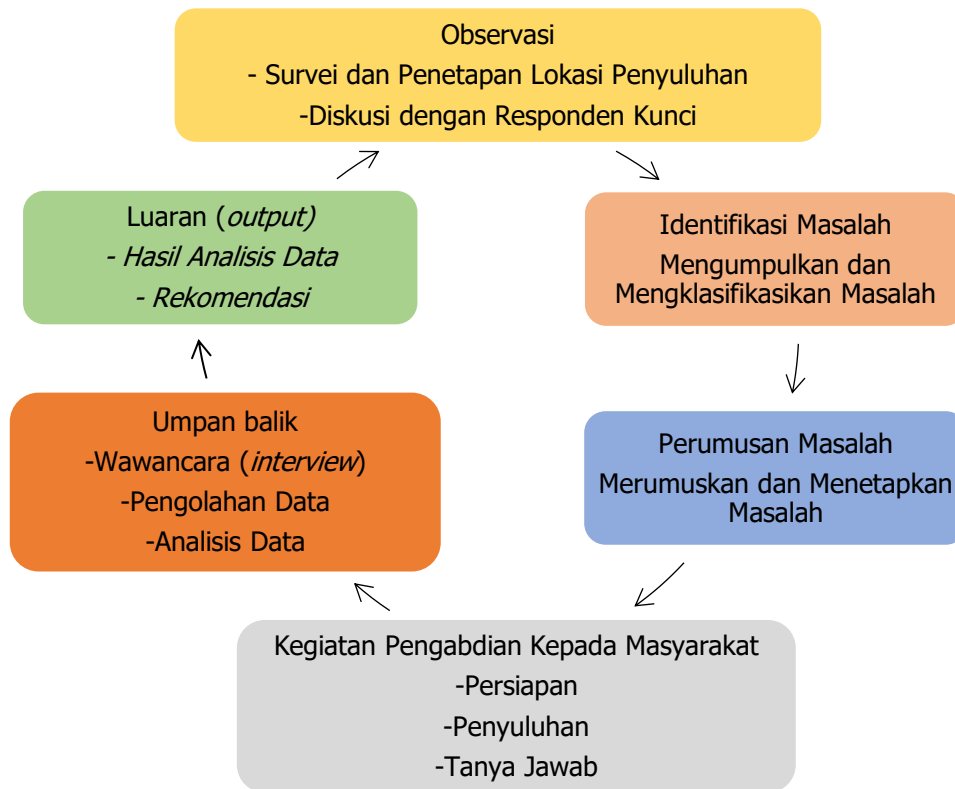 Observasi
- Survei dan Penetapan Lokasi Penyuluhan
-Diskusi dengan Responden Kunci
Identifikasi Masalah
Mengumpulkan dan
Mengklasifikasikan Masalah
Perumusan Masalah
Merumuskan dan Menetapkan
Masalah
Kegiatan Pengabdian Kepada Masyarakat
-Persiapan
-Penyuluhan
-Tanya Jawab
Umpan balik
-Wawancara (interview)
-Pengolahan Data
-Analisis Data
Luaran (output)
- Hasil Analisis Data
- Rekomendasi